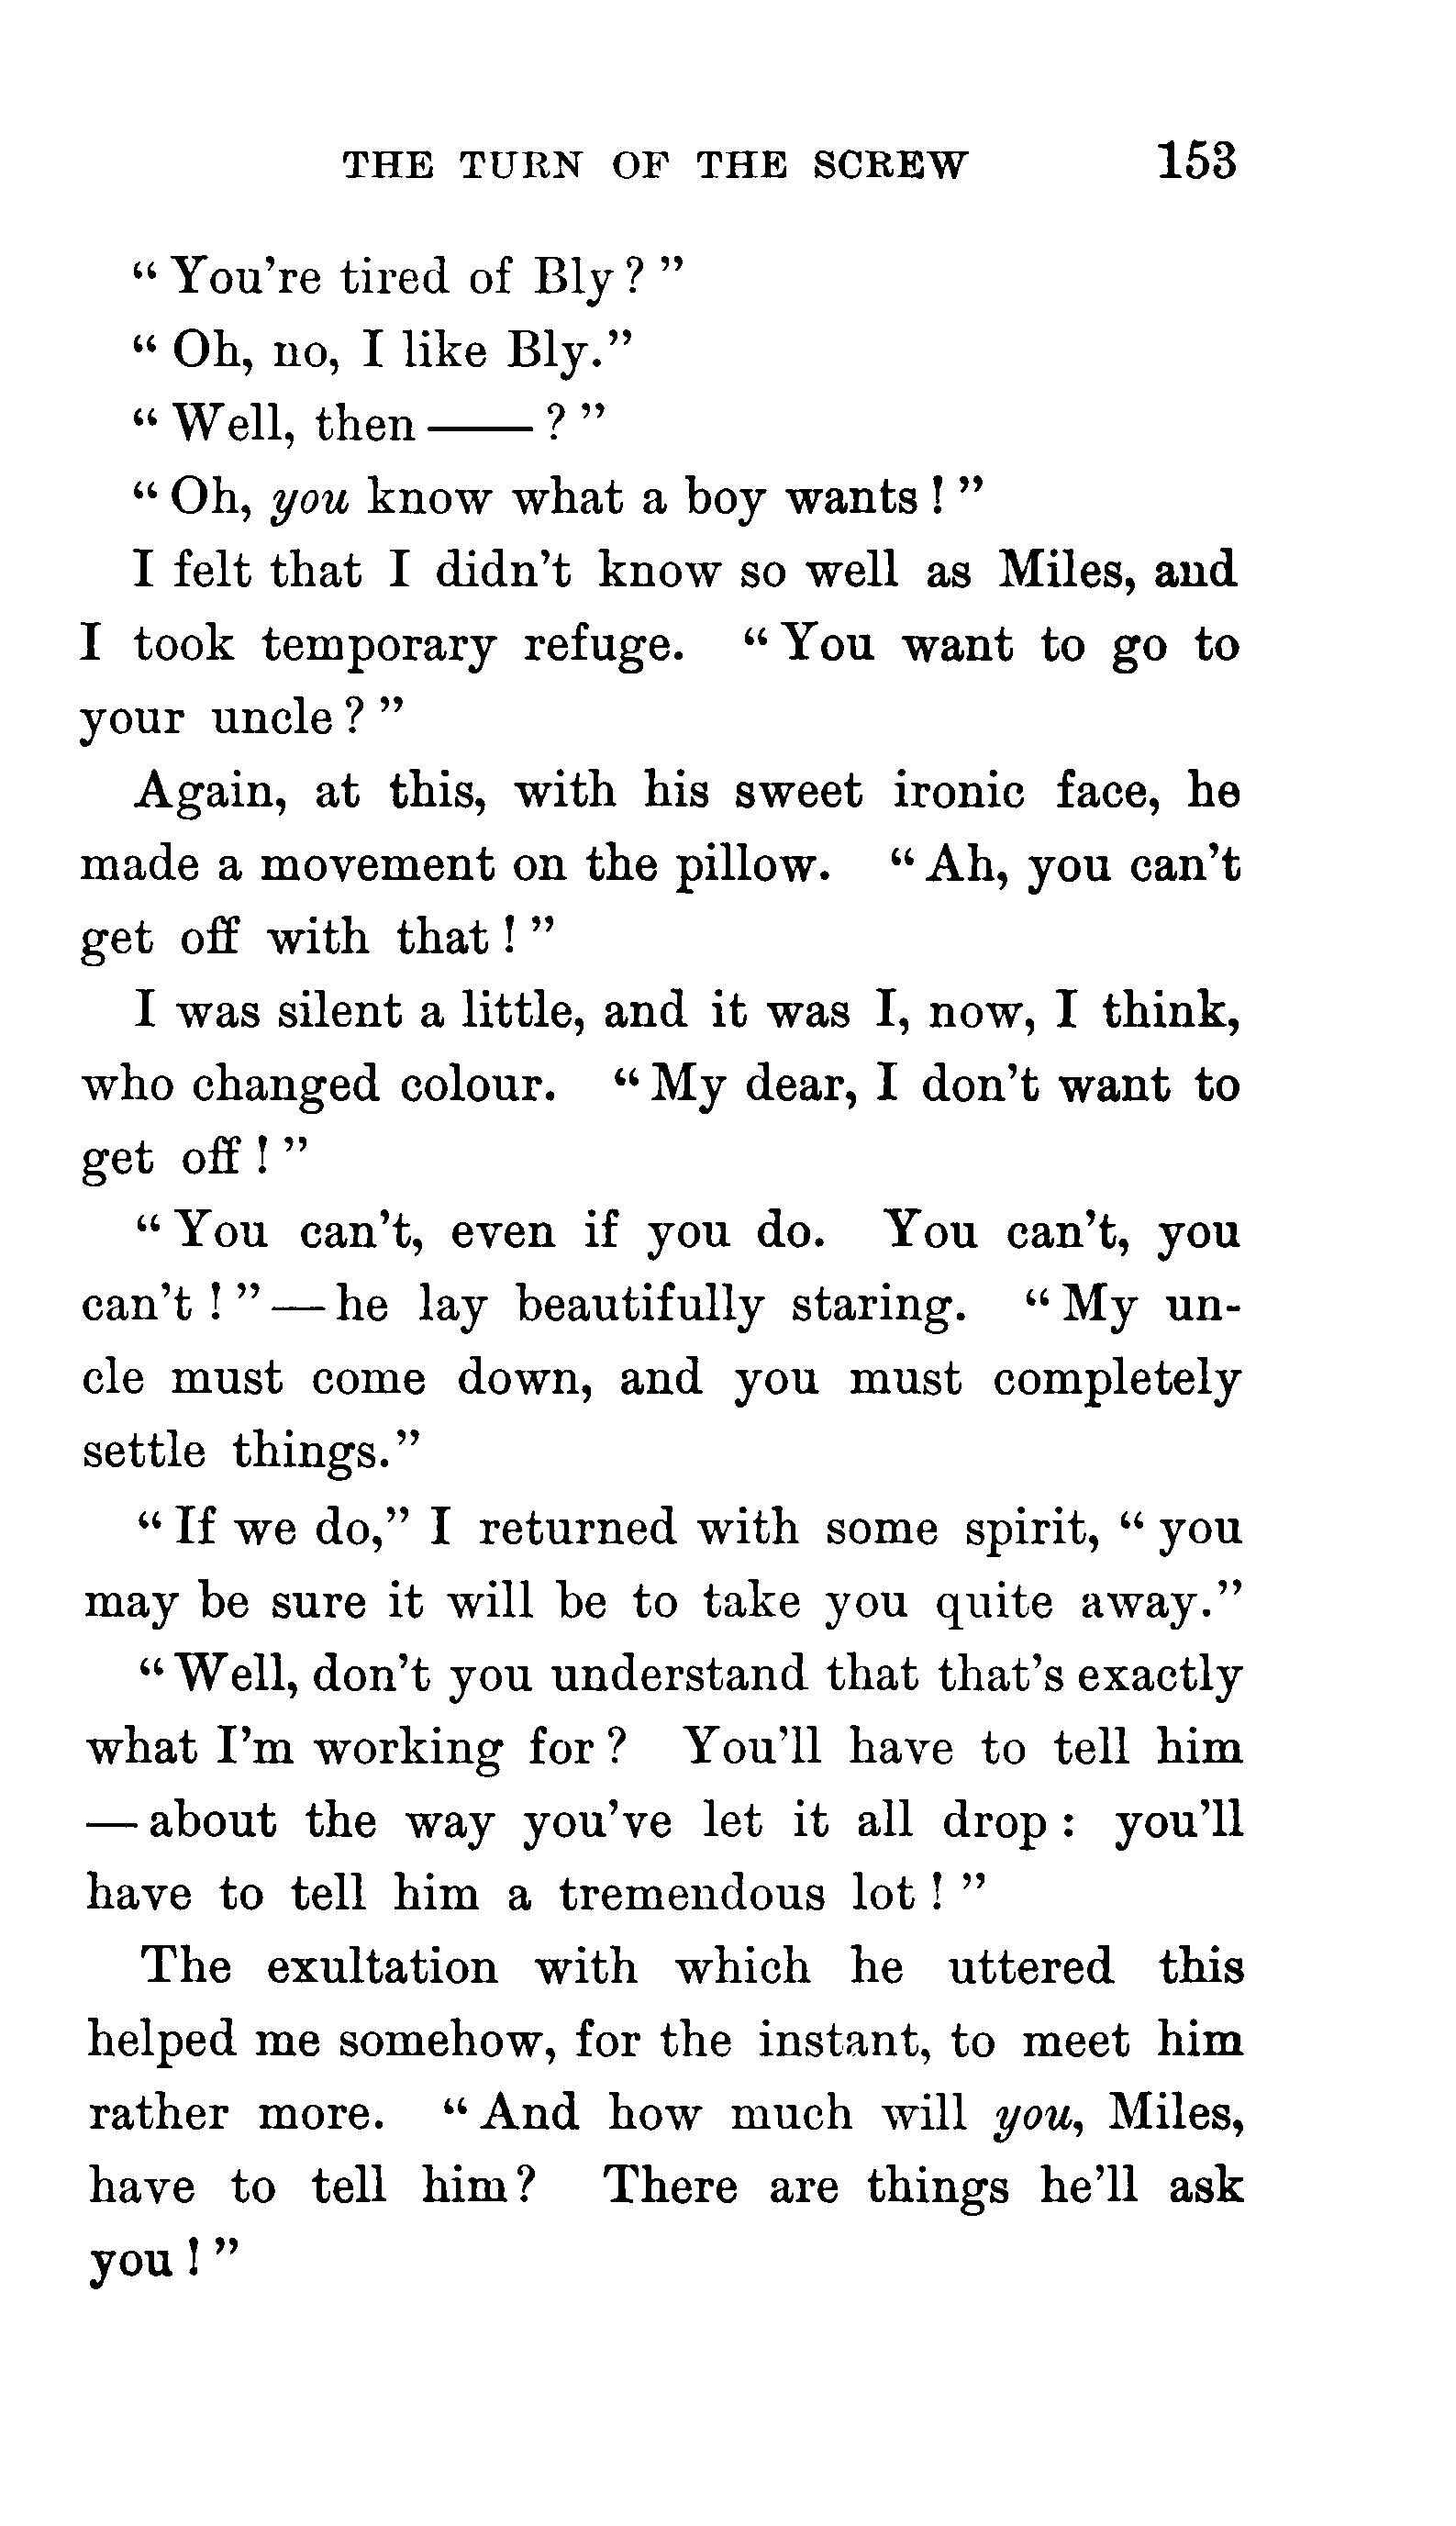 THE TURN OF THE SCREW 153
“ You're tired of Bly ? ”
“ Oh, no, I like Bly.”
“ Well, then —— ? ”
“ Oh, you know what a boy wants ! ”
I felt that I didn't know so well as Miles, and
I took temporary refuge. “ You want to go to
your uncle ? ”
Again, at this, with his sweet ironic face, he
made a movement on the pillow. “ Ah, you can't
get off with that ! ”
I was silent a little, and it was I, now, I think,
who changed colour. “ My dear, I don't want to
get off ! ”
“ You can't, even if you do. You can't, you
can't ! ” — he lay beautifully staring. “ My un-
cle must come down, and you must completely
settle things.”
“ If we do,” I returned with some spirit, “ you
may be sure it will be to take you quite away.”
“ Well, don't you understand that that's exactly
what I'm working for ? You'll have to tell him
— about the way you've let it all drop : you'll
have to tell him a tremendous lot ! ”
The exultation with which he uttered this
helped me somehow, for the instant, to meet him
rather more. “ And how much will you, Miles,
have to tell him? There are things he'll ask
you ! ”